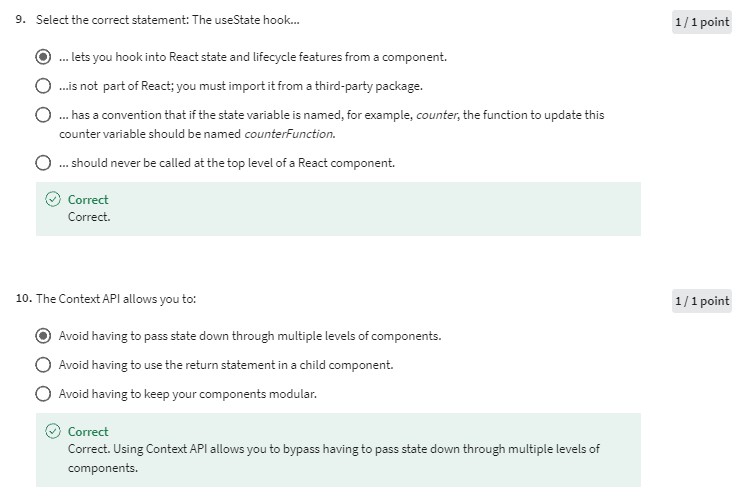 9. Select the correct statement: The useState hook...
1 / 1 point
... lets you hook into React state and lifecycle features from a component.
...is not part of React; you must import it from a third-party package.
... has a convention that if the state variable is named, for example, counter, the function to update this
counter variable should be named counterFunction.
... should never be called at the top level of a React component.
Correct
Correct.
10. The Context API allows you to:
1 / 1 point
Avoid having to pass state down through multiple levels of components.
Avoid having to use the return statement in a child component.
Avoid having to keep your components modular.
Correct
Correct. Using Context API allows you to bypass having to pass state down through multiple levels of
components.